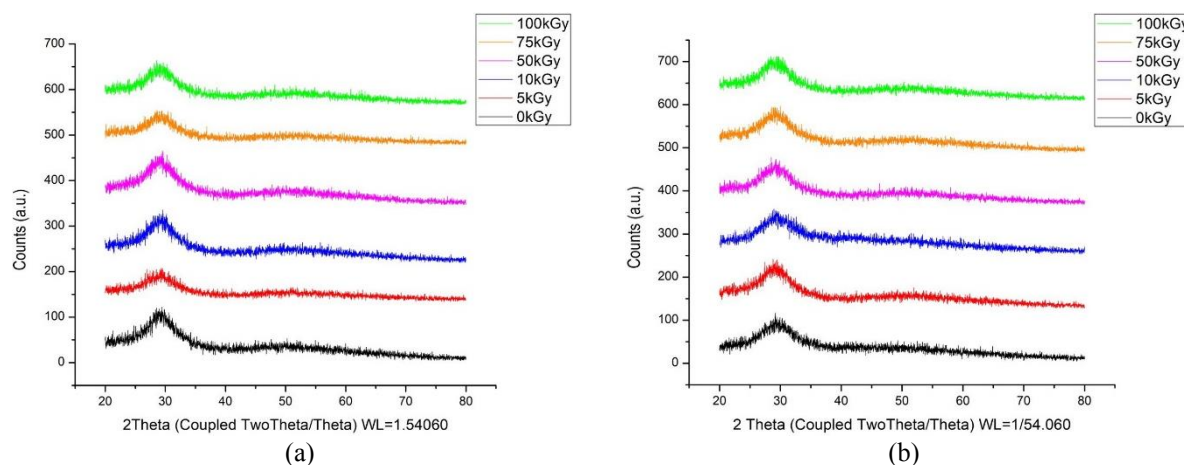 100kGy
75kGy
50kGy
10kGy
5kGy
0kGy
700
600
500
400
300
200
100
0
Counts (a.u.)
20 30 40 50 60 70 80
2Theta (Coupled TwoTheta/Theta) WL=1.54060
(a)
100kGy
75kGy
50kGy
10kGy
5kGy
0kGy
700
600
500
400
300
200
100
0
Counts (a.u.)
20 30 40 50 60 70 80
2 Theta (Coupled TwoTheta/Theta) WL=1/54.060
(b)